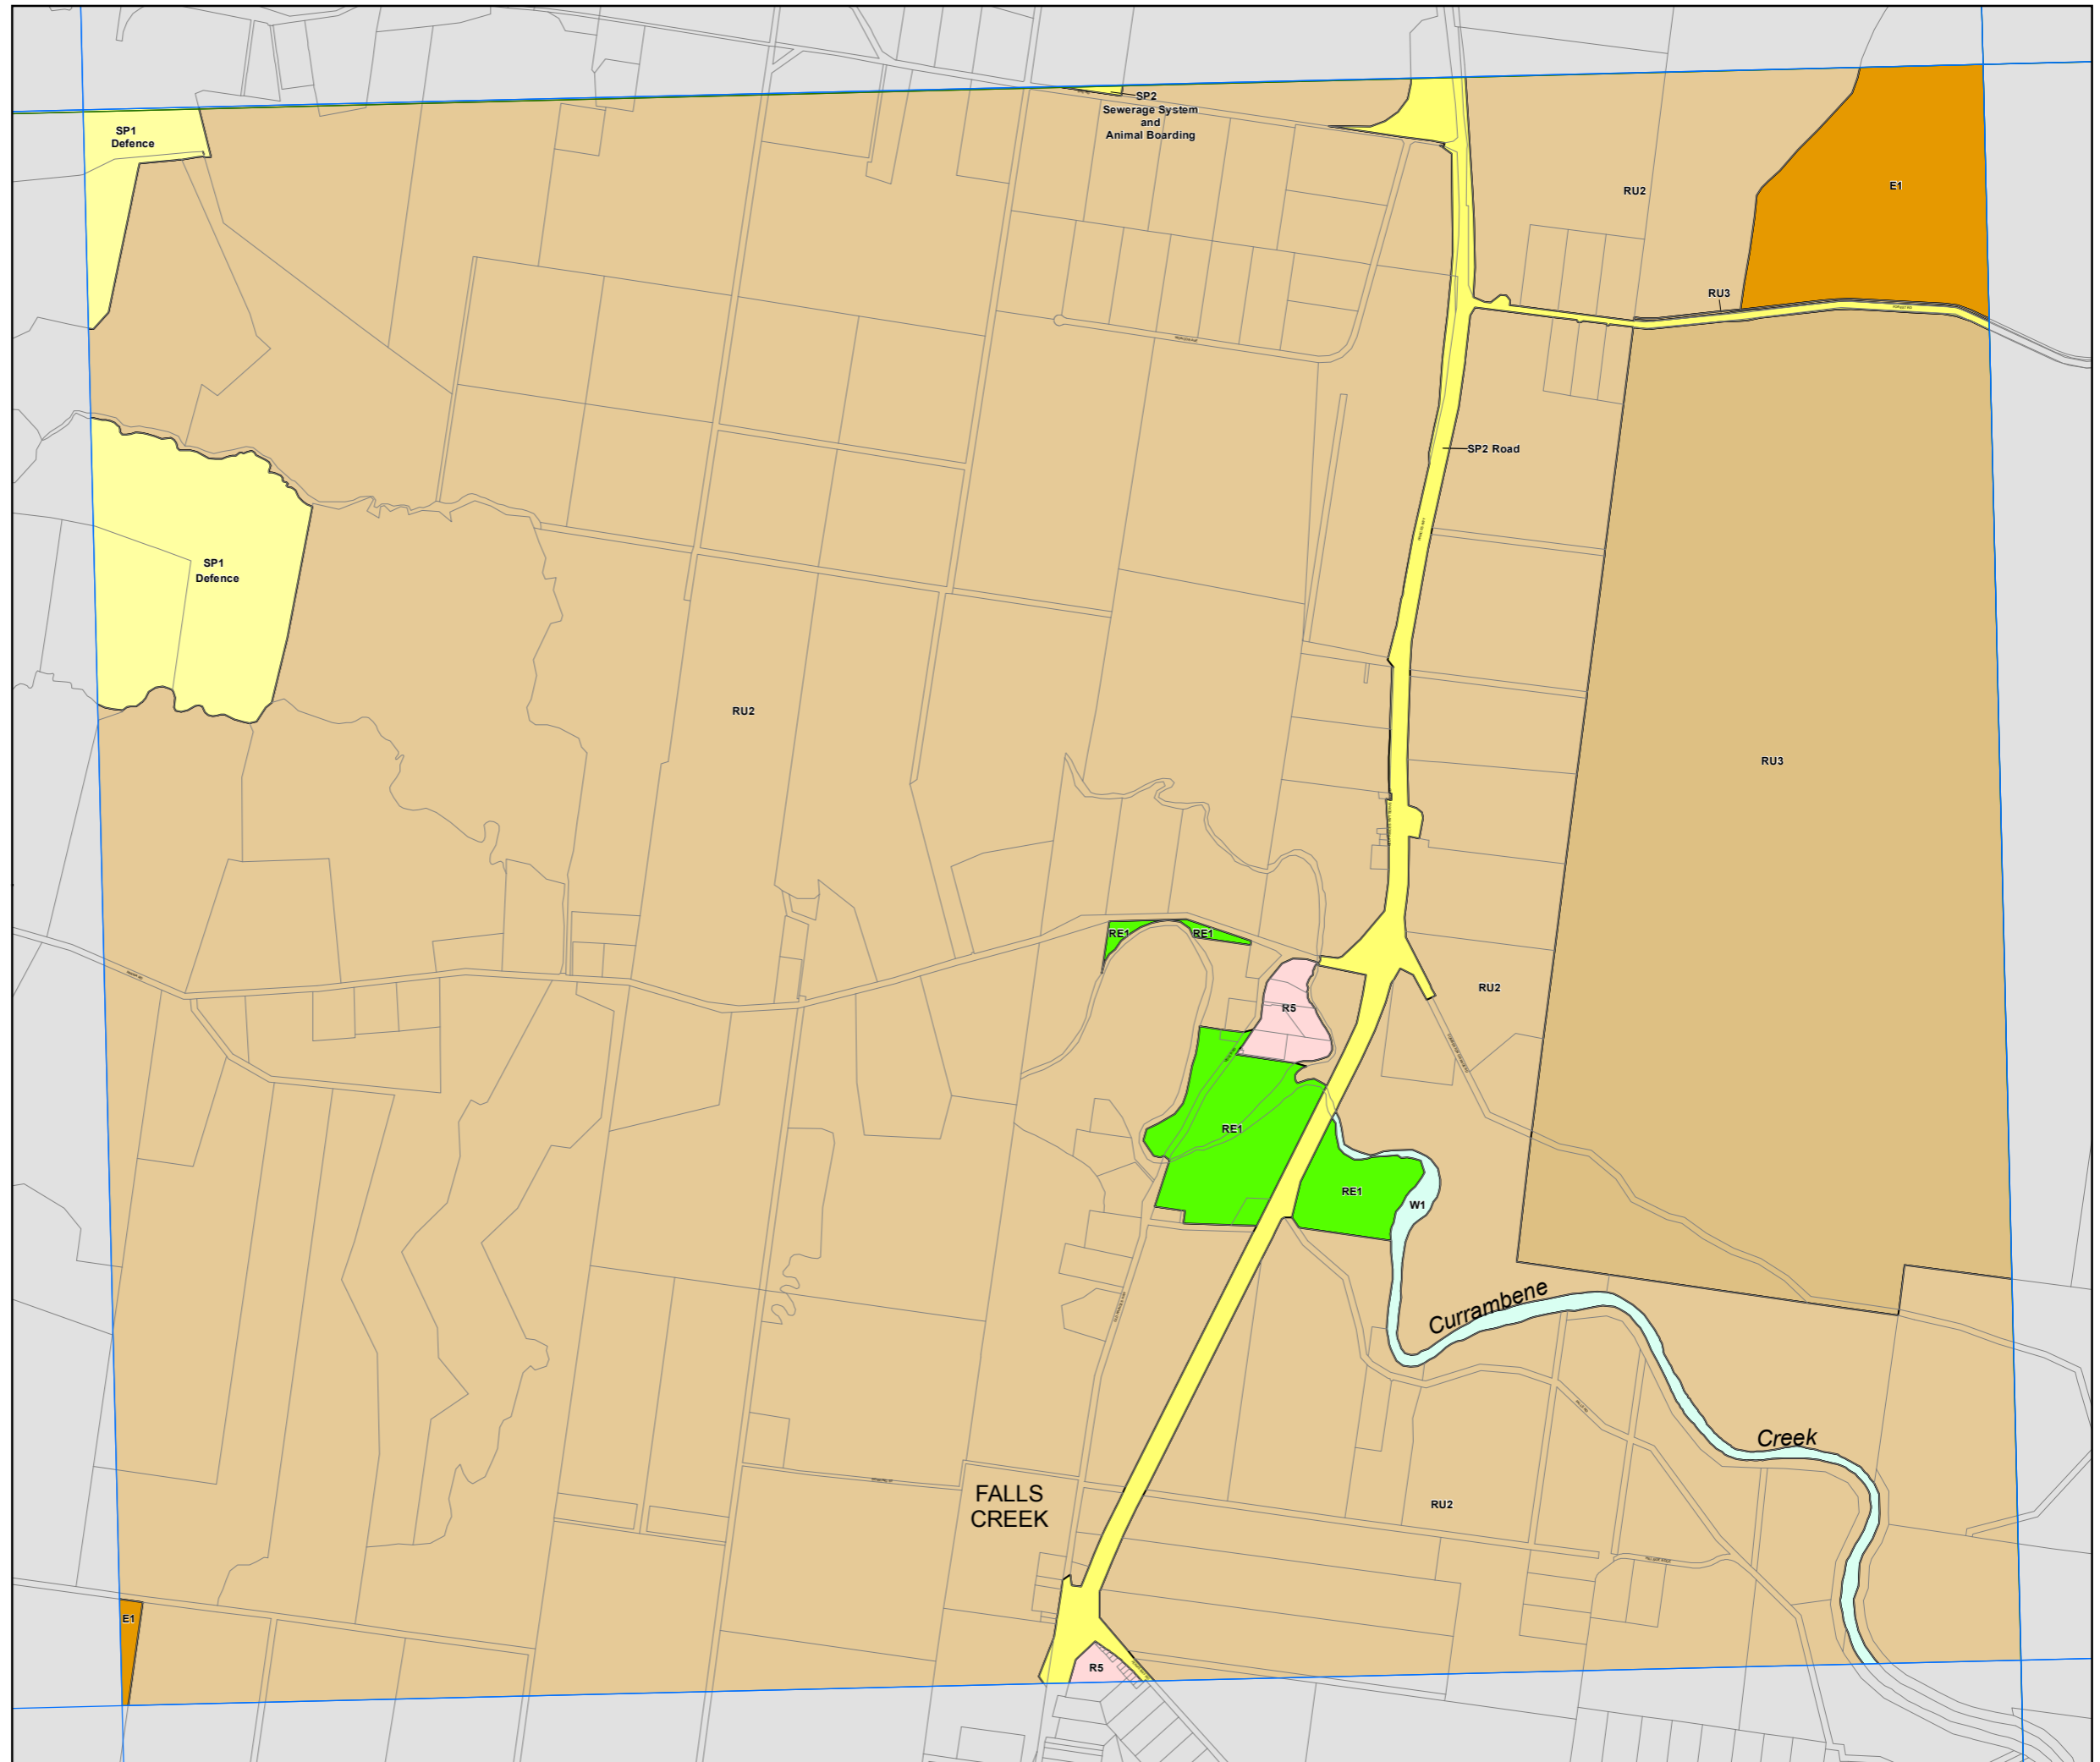 SP2
Sewerage System
and
Animal Boarding
SP1
Defence
RU2
E1
RU3
SP2 Road
SP1
Defence
RU2
RU3
RE1
RE1
RU2
R5
RE1
RE1
W1
Currambene
Creek
FALLS
CREEK
RU2
E1
R5